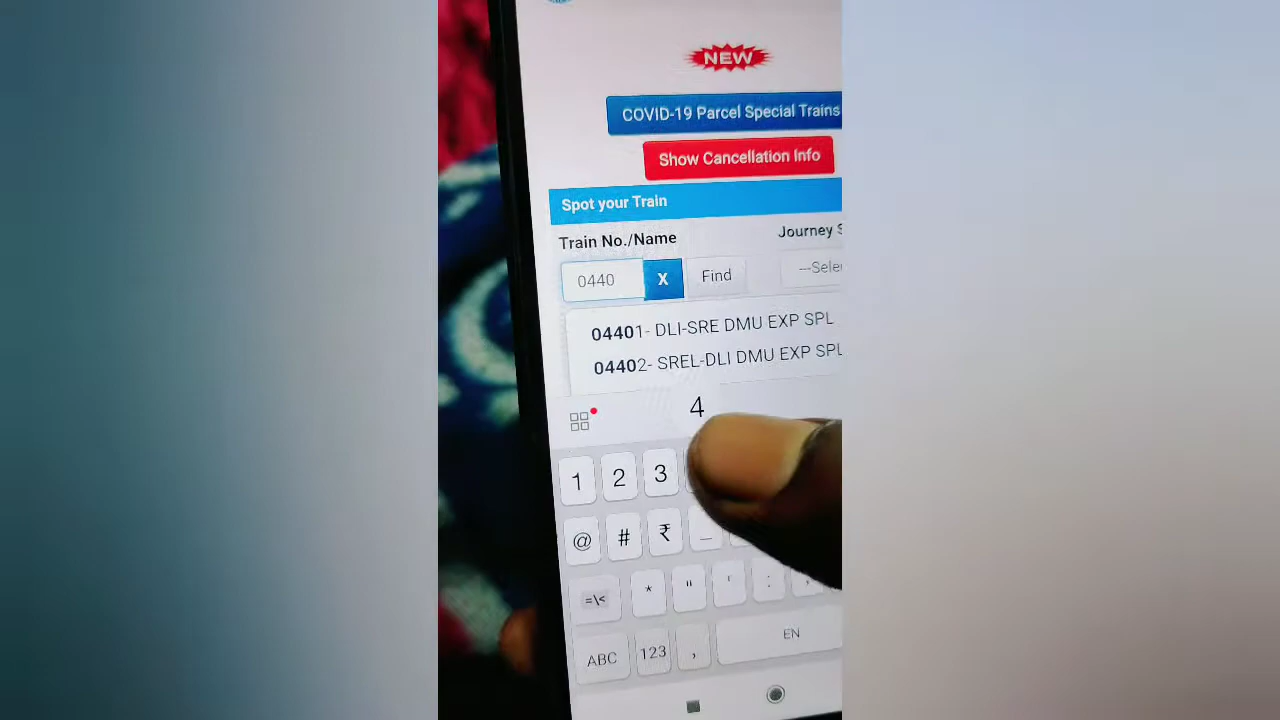 NEW
COVID-19 Parcel Special Trains
Show Cancellation Info
Spot your Train
Train No./Name Journey S
0440 X Find ---Sele
04401- DLI-SRE DMU EXP SPL
04402- SREL-DLI DMU EXP SPL
4
1 2 3
@ # ₹ _
=\< * " ' :
ABC 123 , EN